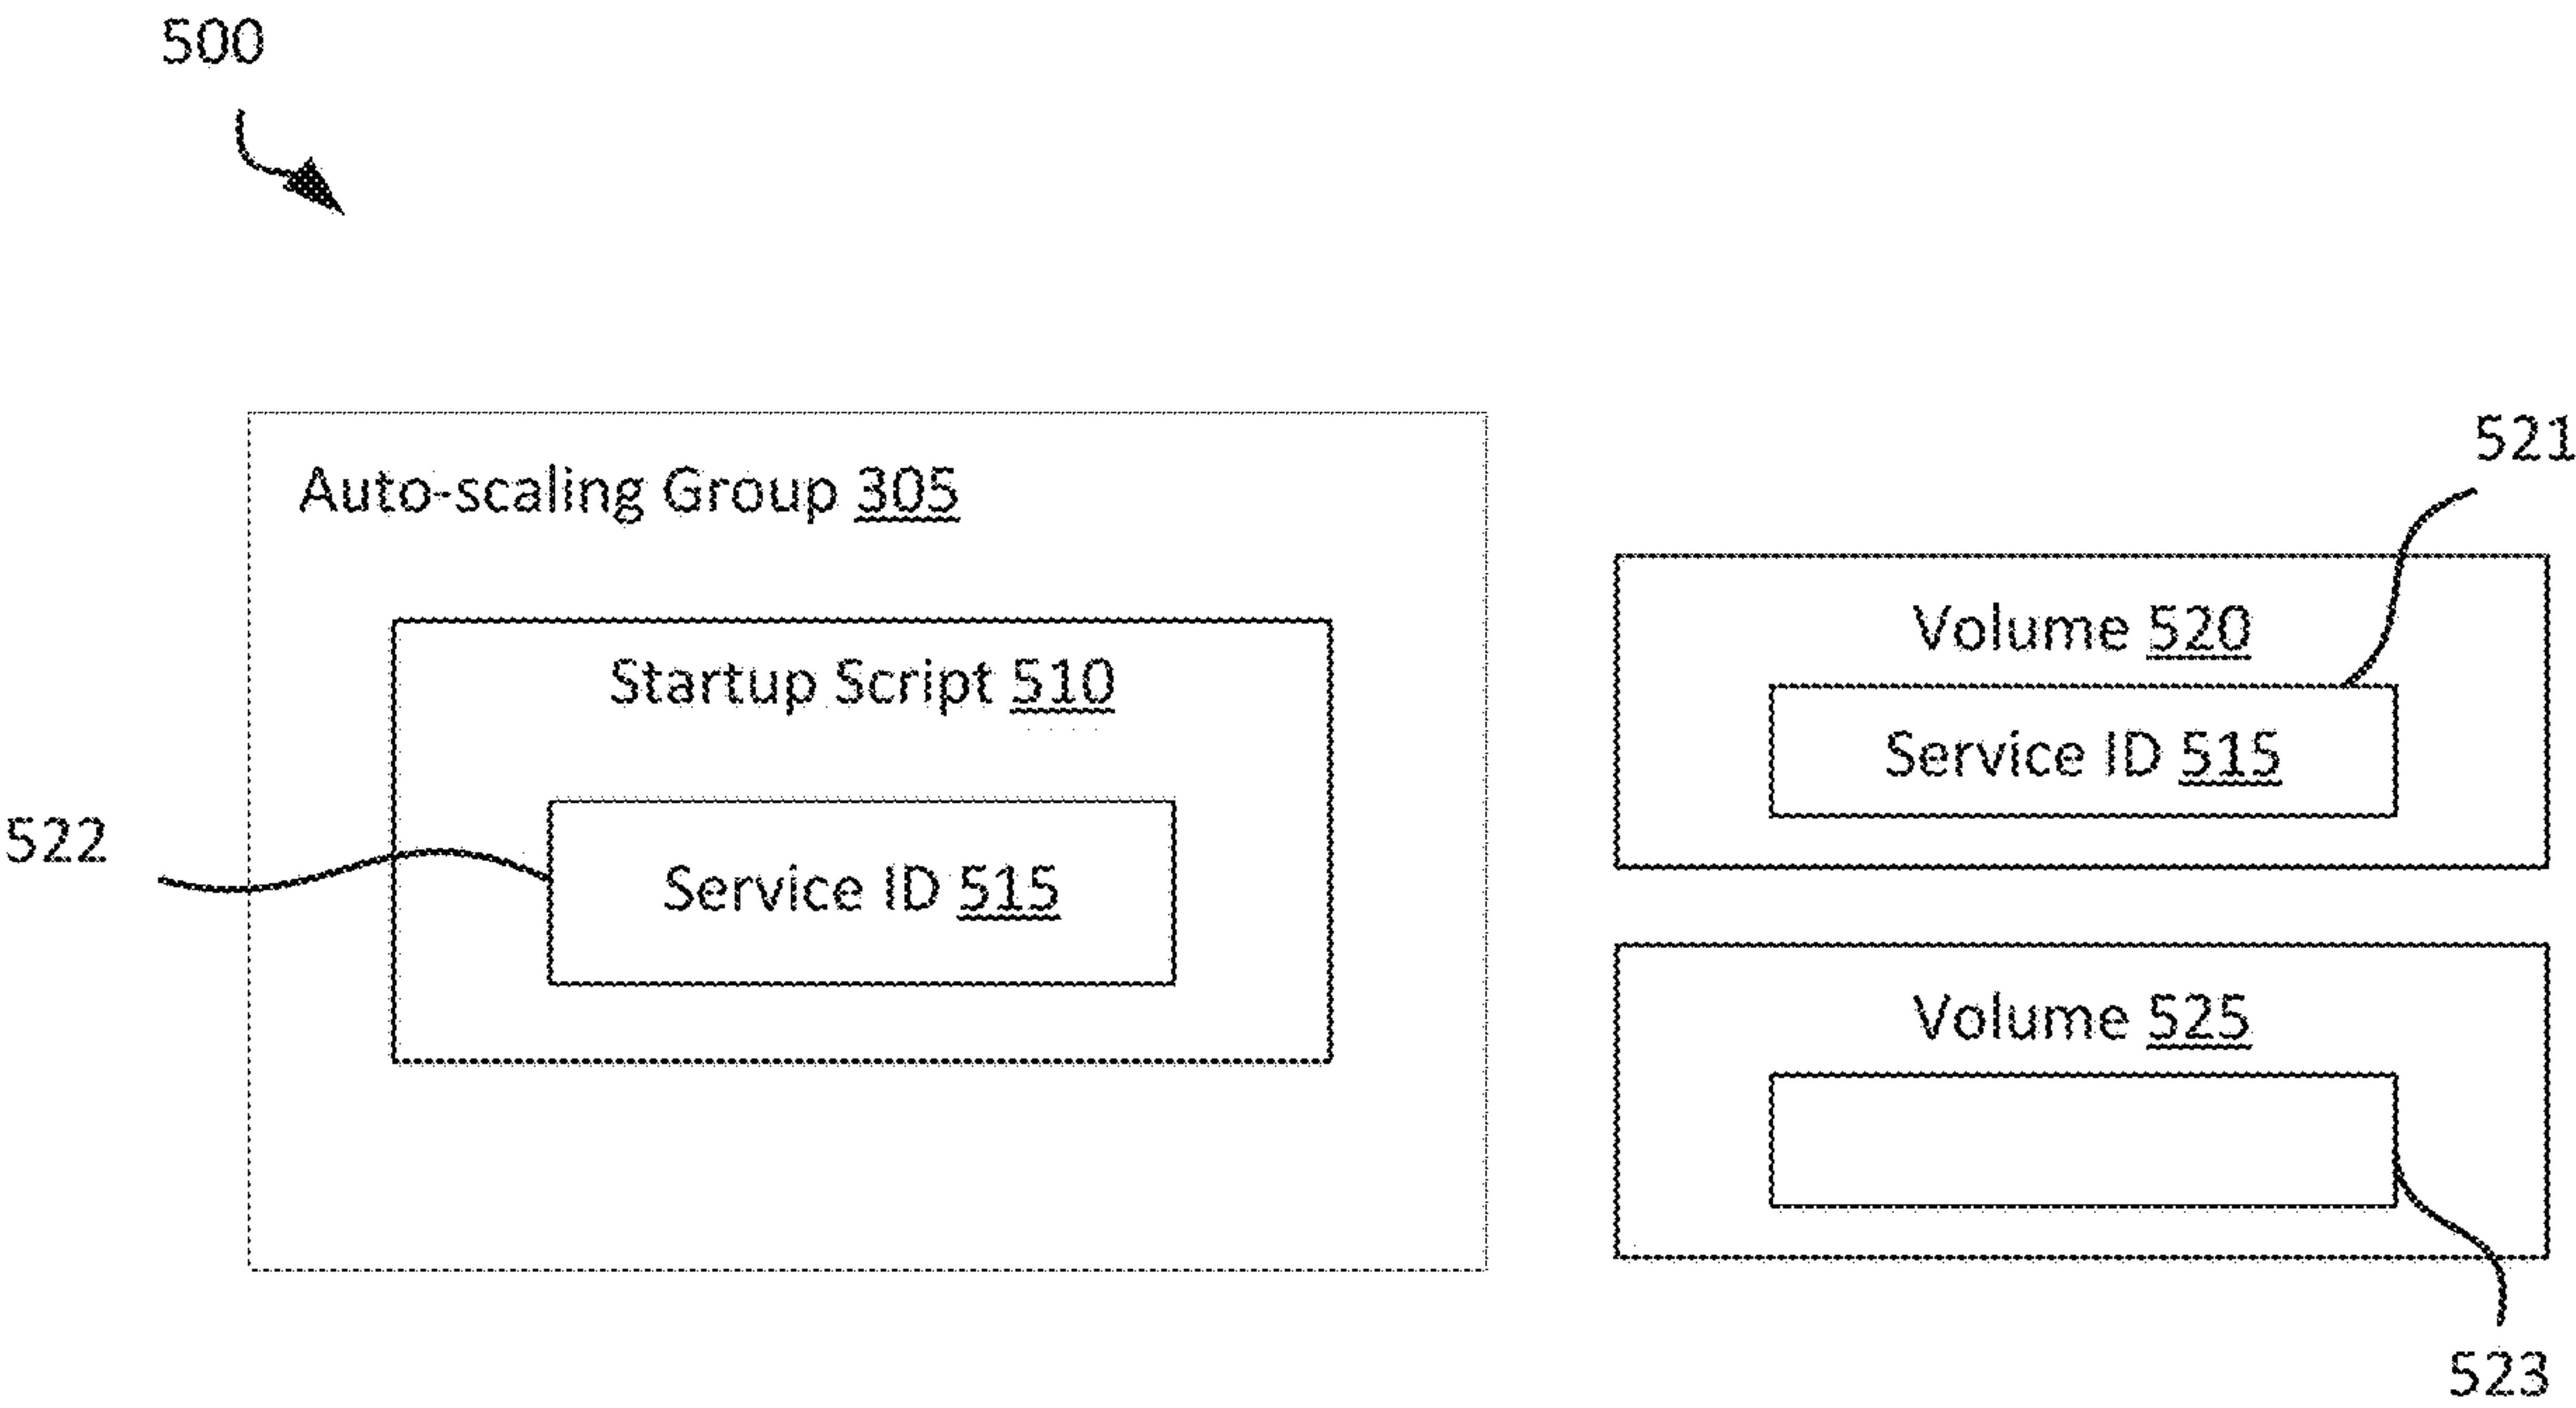 500
Auto-scaling Group 305
Startup Script 510
Service ID 515
522
521
Volume 520
Service ID 515
Volume 525
523